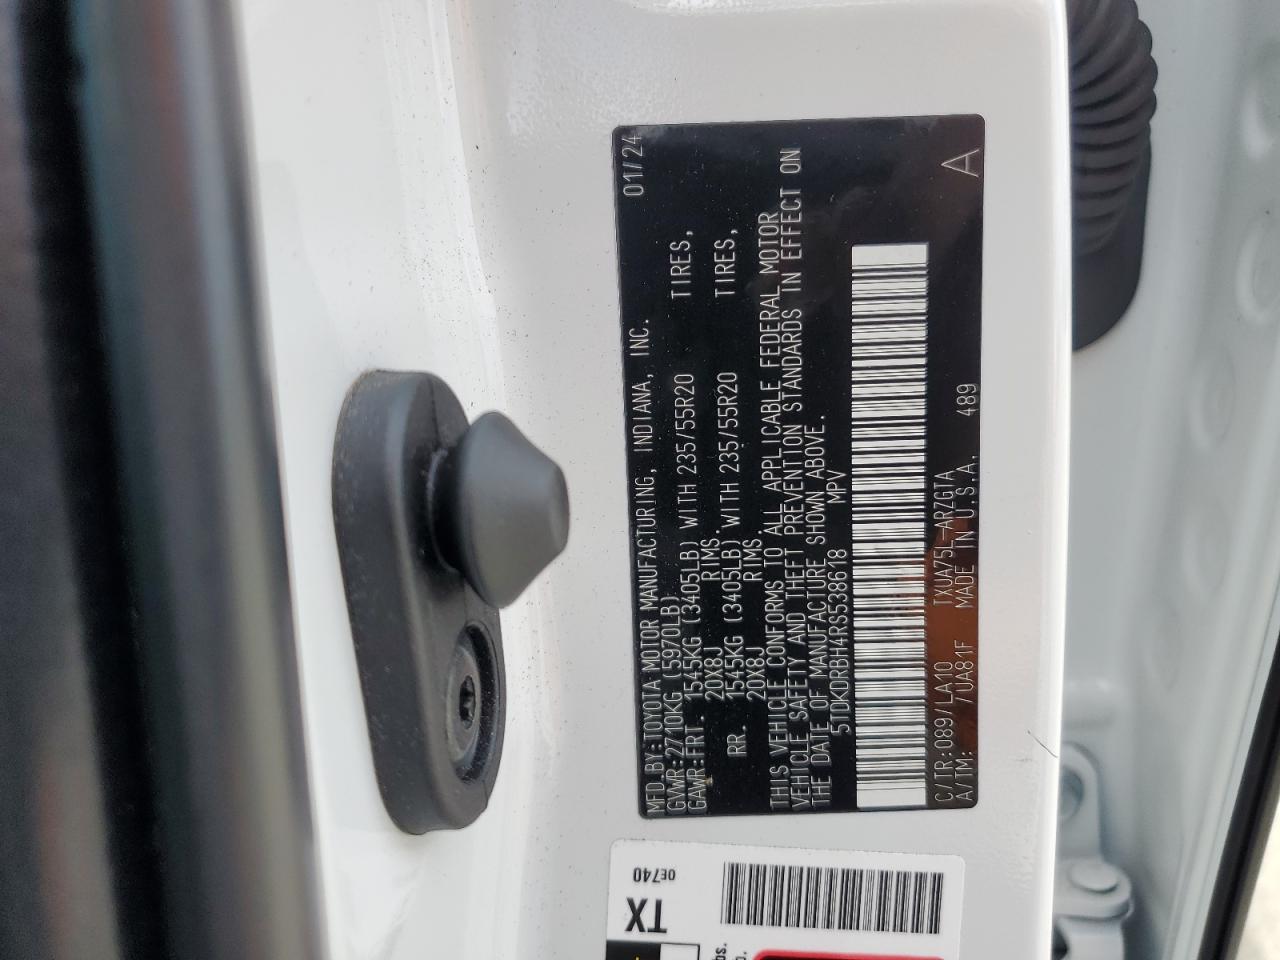 MFD.BY:TOYOTA MOTOR MANUFACTURING, INDIANA, INC. 01/24
GVWR:2710KG (5970LB)
GAWR:FRT. 1545KG (3405LB) WITH 235/55R20 TIRES,
20X8J RIMS.
RR. 1545KG (3405LB) WITH 235/55R20 TIRES,
20X8J RIMS.
THIS VEHICLE CONFORMS TO ALL APPLICABLE FEDERAL MOTOR
VEHICLE SAFETY AND THEFT PREVENTION STANDARDS IN EFFECT ON
THE DATE OF MANUFACTURE SHOWN ABOVE.
5TDKDRBH4RS538618 MPV
C/TR:089/LA10 TXUA75L-ARZGTA
A/TM: /UA81F MADE IN U.S.A. 489 A
TX 0E740